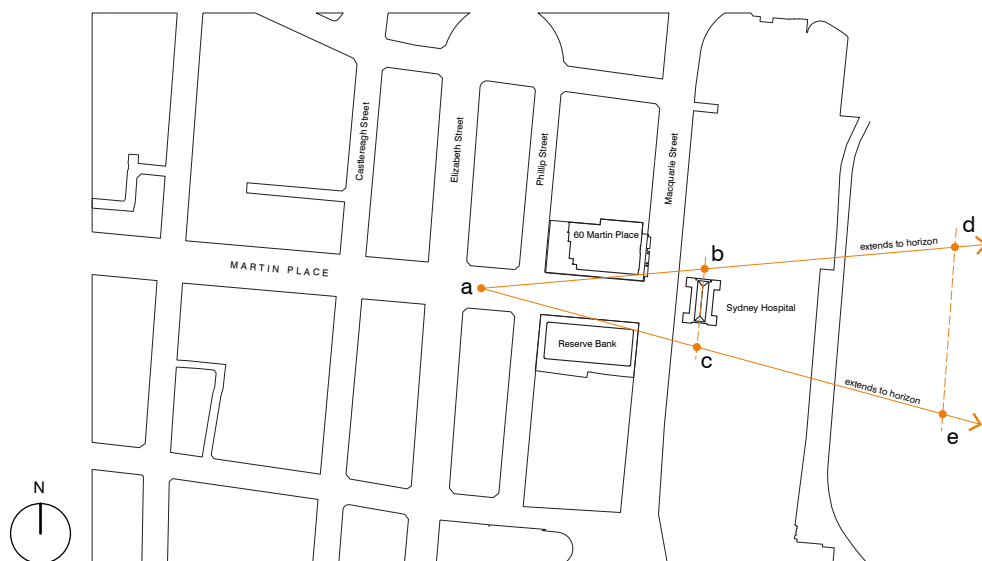 Castlereagh Street
Elizabeth Street
Phillip Street
Macquarie Street
60 Martin Place
MARTIN PLACE
a
b
c
d
e
extends to horizon
Sydney Hospital
Reserve Bank
extends to horizon
N